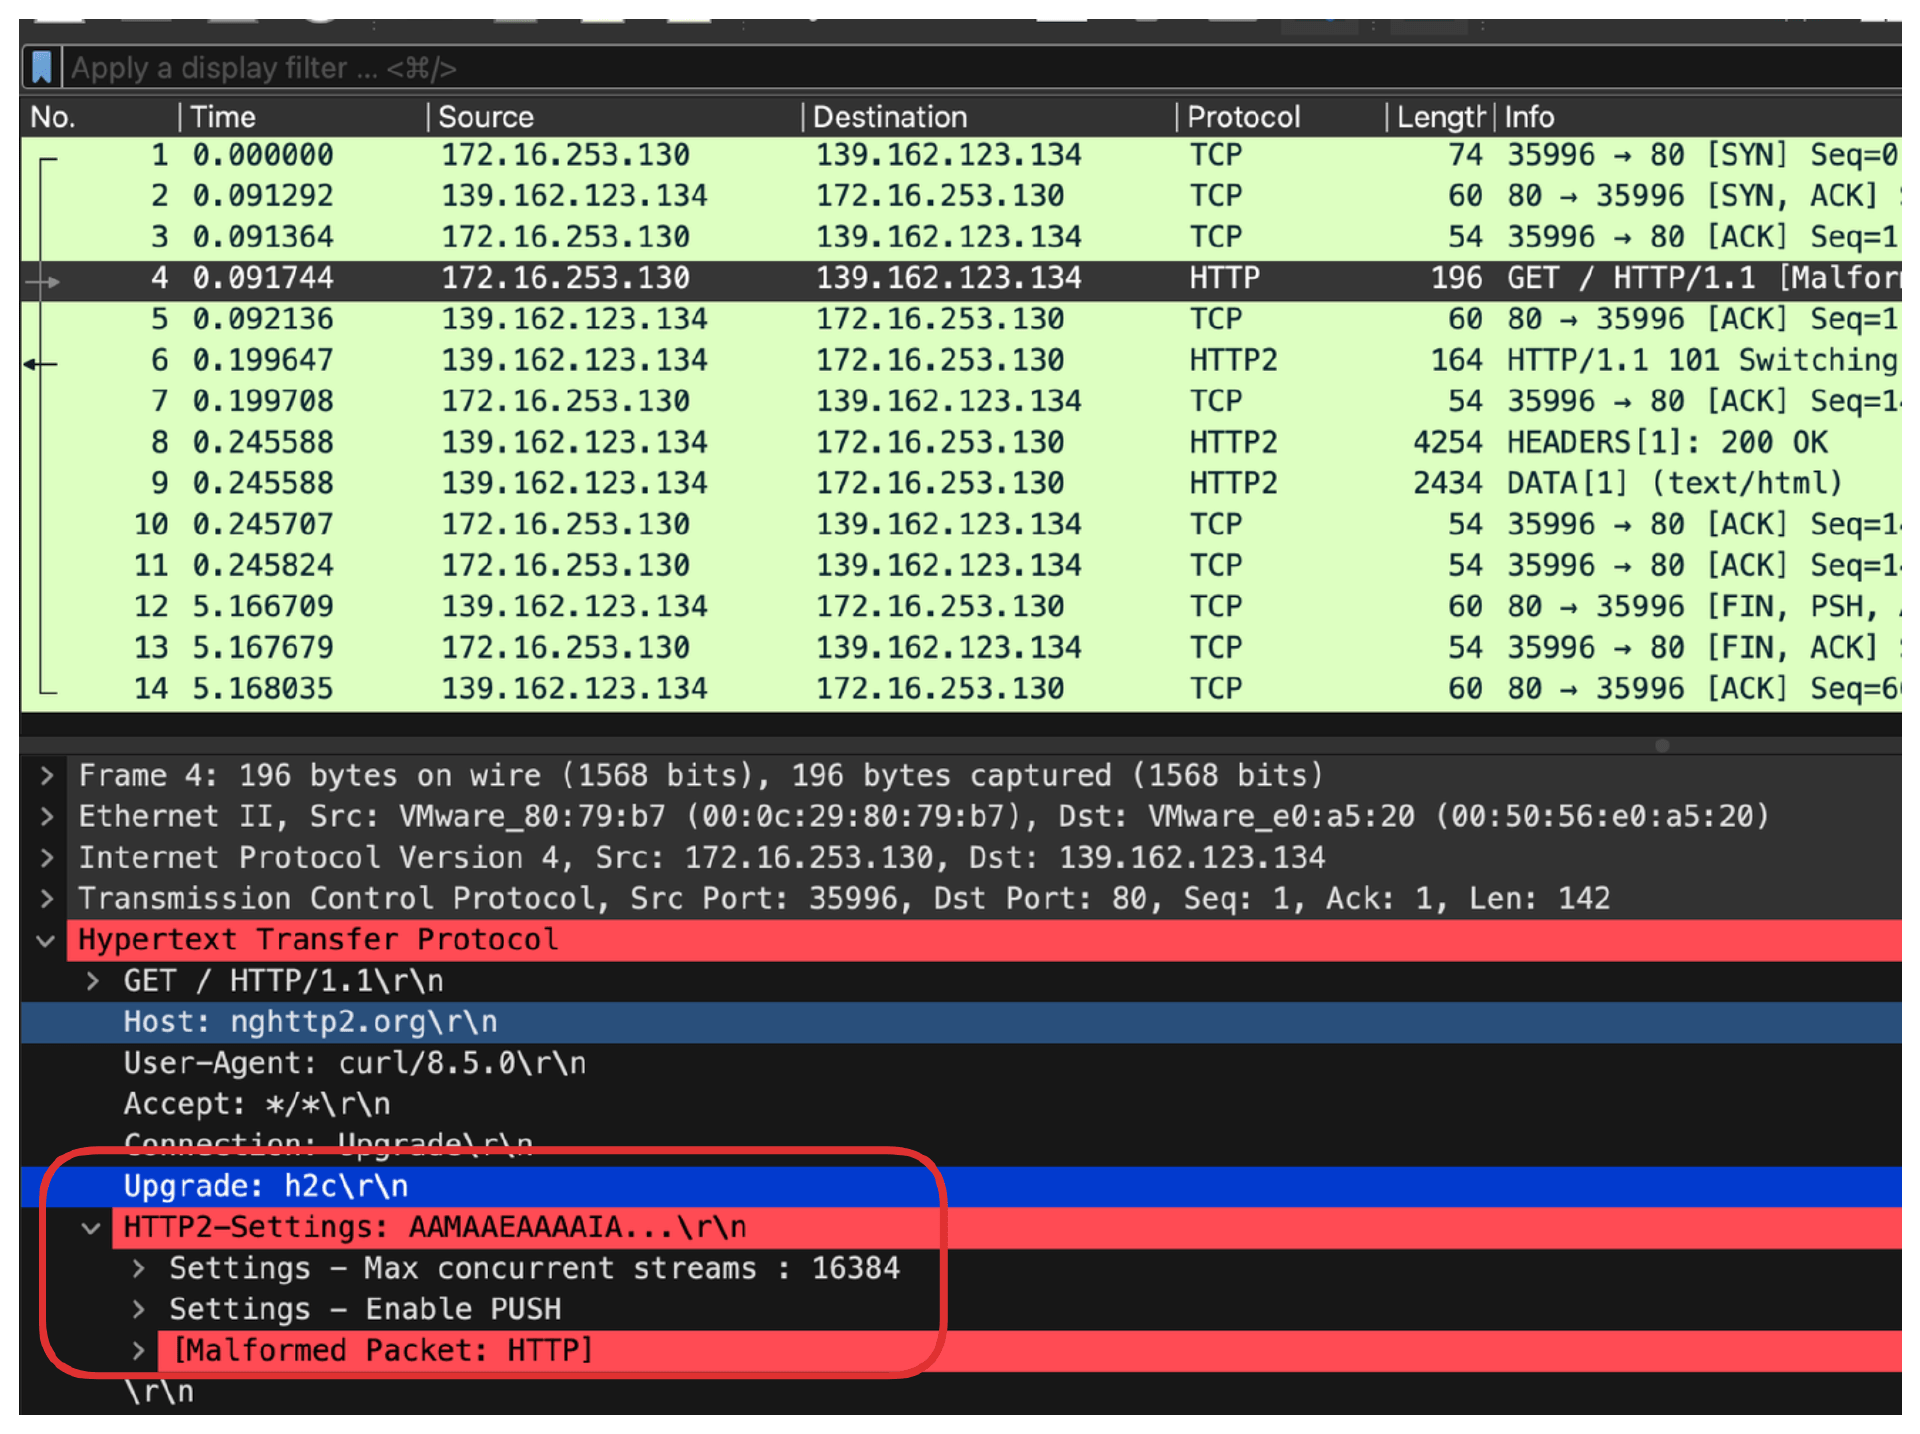 Apply a display filter ... <⌘/>
No. Time Source Destination Protocol Length Info
1 0.000000 172.16.253.130 139.162.123.134 TCP 74 35996 → 80 [SYN] Seq=0
2 0.091292 139.162.123.134 172.16.253.130 TCP 60 80 → 35996 [SYN, ACK]
3 0.091364 172.16.253.130 139.162.123.134 TCP 54 35996 → 80 [ACK] Seq=1
4 0.091744 172.16.253.130 139.162.123.134 HTTP 196 GET / HTTP/1.1 [Malfor
5 0.092136 139.162.123.134 172.16.253.130 TCP 60 80 → 35996 [ACK] Seq=1
6 0.199647 139.162.123.134 172.16.253.130 HTTP2 164 HTTP/1.1 101 Switching
7 0.199708 172.16.253.130 139.162.123.134 TCP 54 35996 → 80 [ACK] Seq=14
8 0.245588 139.162.123.134 172.16.253.130 HTTP2 4254 HEADERS[1]: 200 OK
9 0.245588 139.162.123.134 172.16.253.130 HTTP2 2434 DATA[1] (text/html)
10 0.245707 172.16.253.130 139.162.123.134 TCP 54 35996 → 80 [ACK] Seq=14
11 0.245824 172.16.253.130 139.162.123.134 TCP 54 35996 → 80 [ACK] Seq=14
12 5.166709 139.162.123.134 172.16.253.130 TCP 60 80 → 35996 [FIN, PSH,
13 5.167679 172.16.253.130 139.162.123.134 TCP 54 35996 → 80 [FIN, ACK]
14 5.168035 139.162.123.134 172.16.253.130 TCP 60 80 → 35996 [ACK] Seq=6
Frame 4: 196 bytes on wire (1568 bits), 196 bytes captured (1568 bits)
Ethernet II, Src: VMware_80:79:b7 (00:0c:29:80:79:b7), Dst: VMware_e0:a5:20 (00:50:56:e0:a5:20)
Internet Protocol Version 4, Src: 172.16.253.130, Dst: 139.162.123.134
Transmission Control Protocol, Src Port: 35996, Dst Port: 80, Seq: 1, Ack: 1, Len: 142
Hypertext Transfer Protocol
GET / HTTP/1.1\r\n
Host: nghttp2.org\r\n
User-Agent: curl/8.5.0\r\n
Accept: */*\r\n
Connection: Upgrade\r\n
Upgrade: h2c\r\n
HTTP2-Settings: AAMAAEAAAAIA...\r\n
Settings - Max concurrent streams : 16384
Settings - Enable PUSH
[Malformed Packet: HTTP]
\r\n